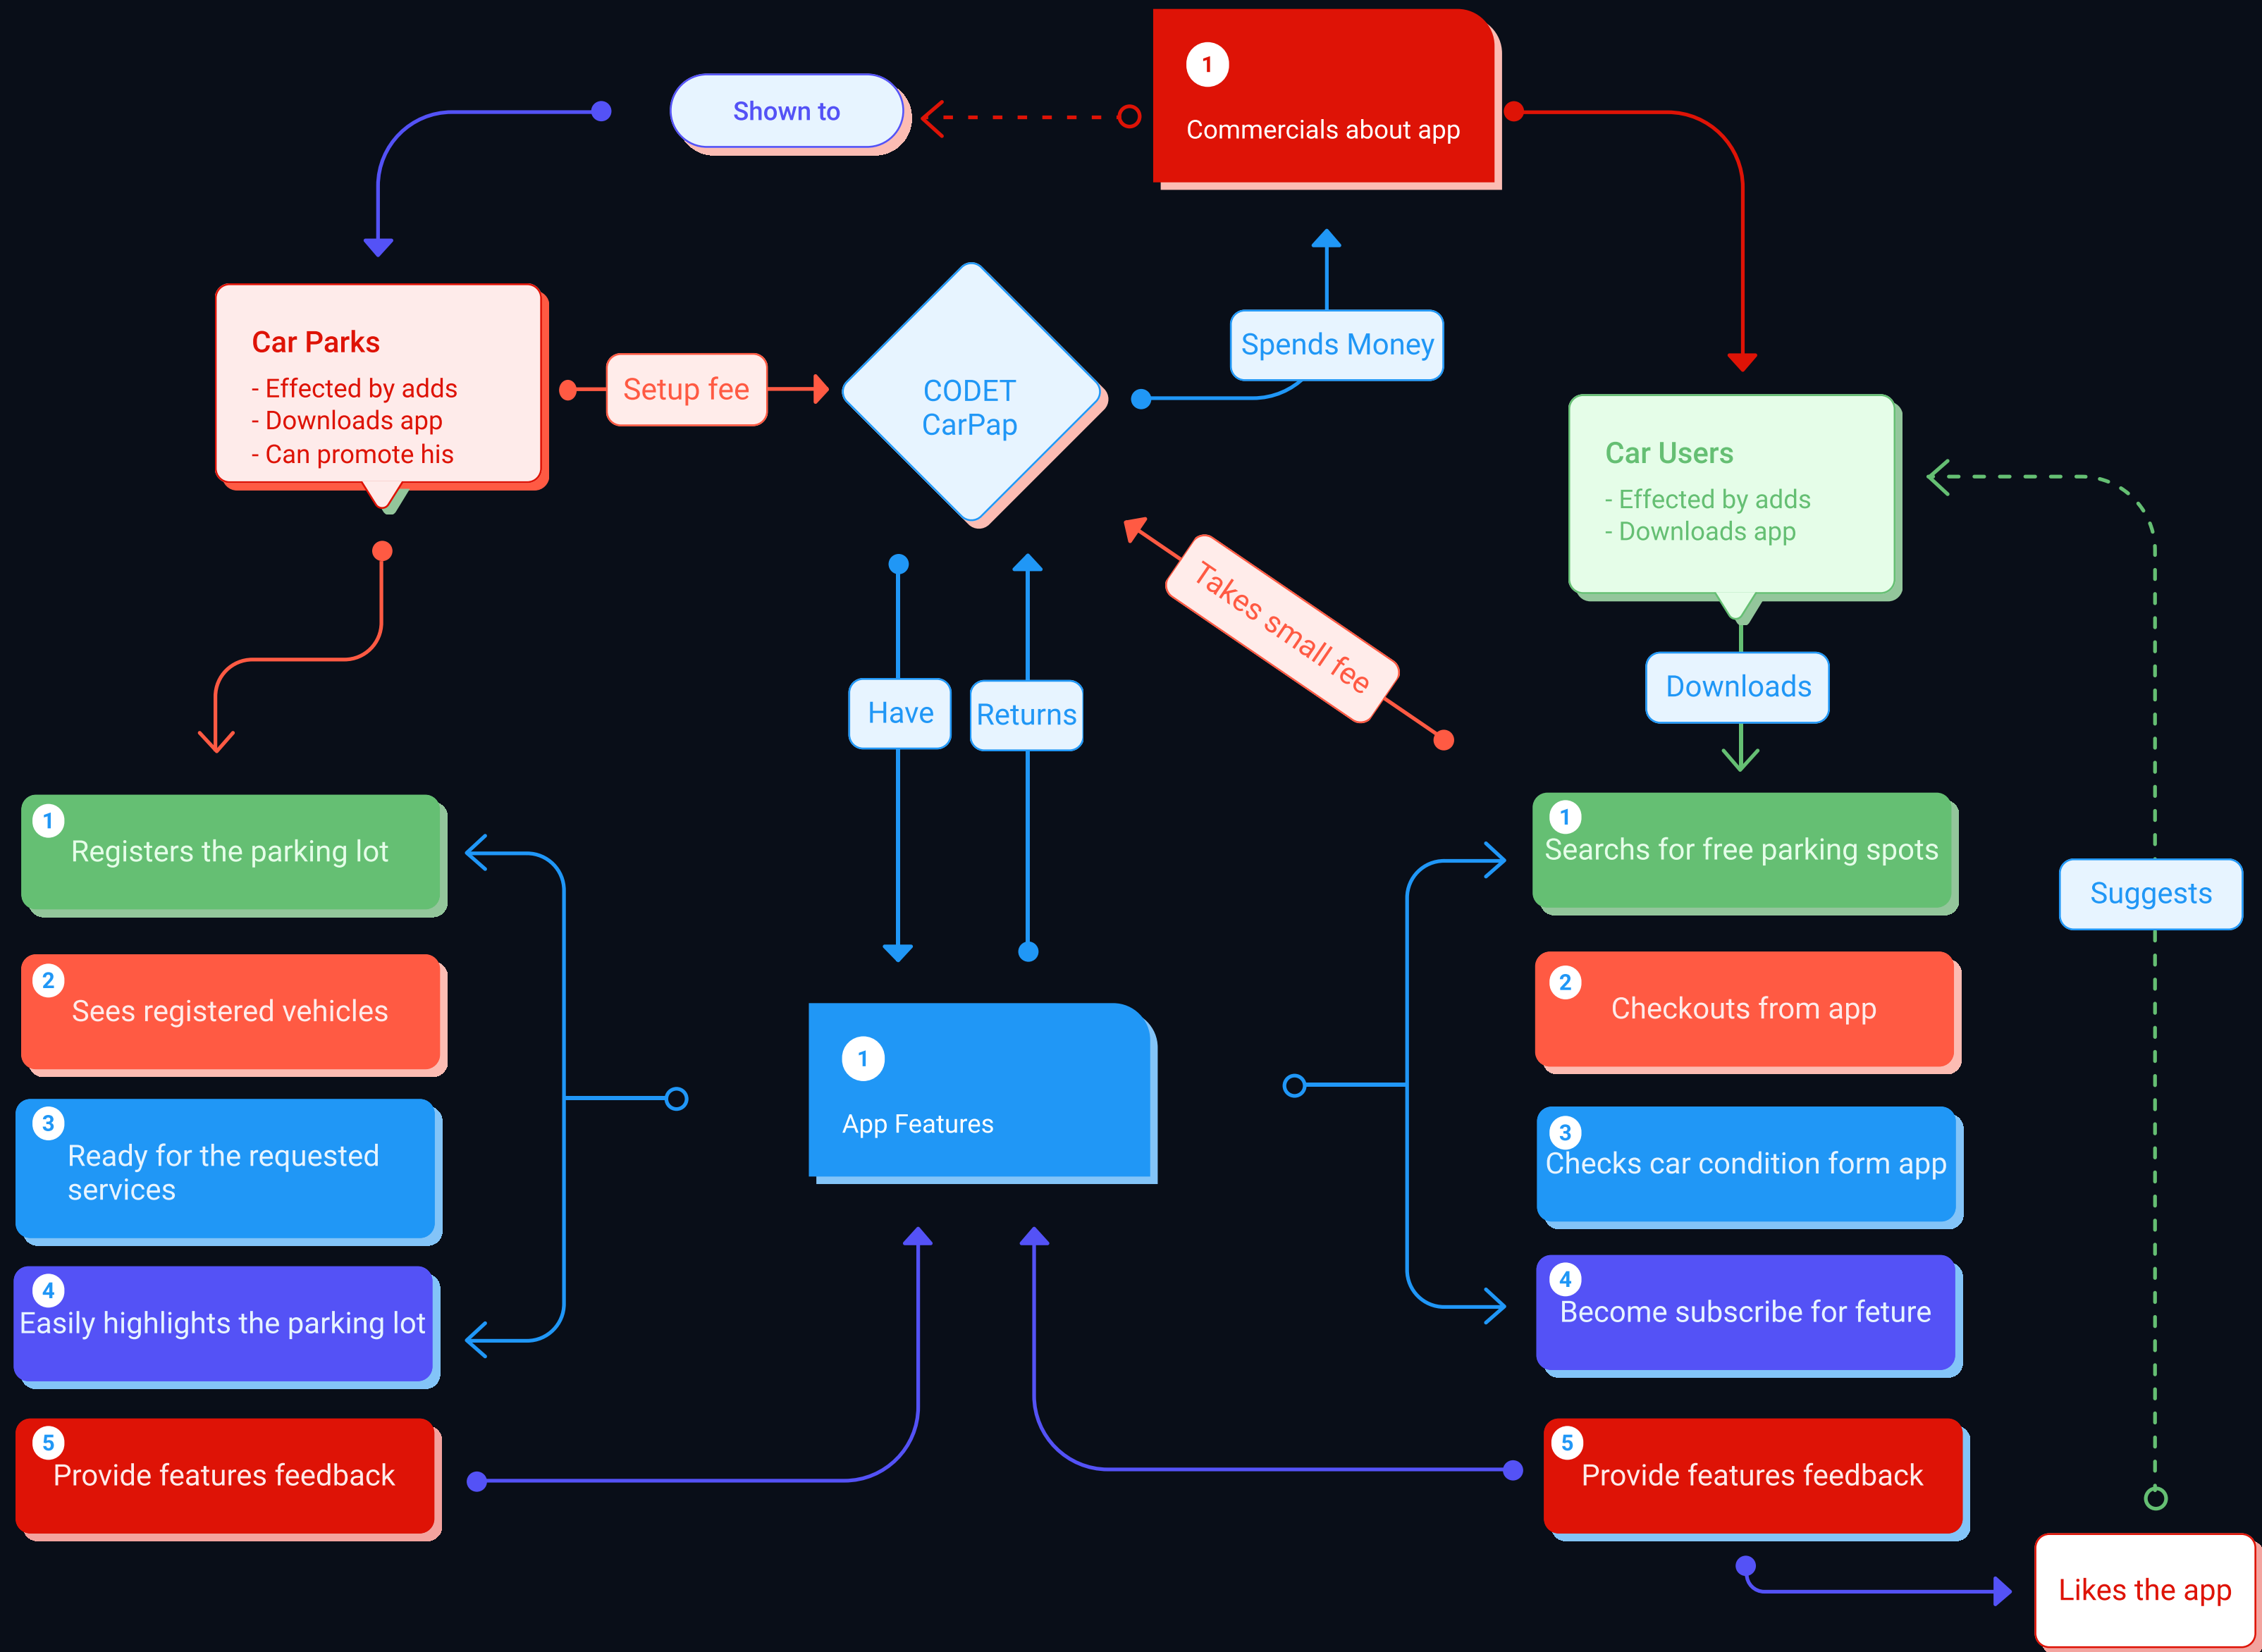 1
Commercials about app
Shown to
Car Parks
- Effected by adds
- Downloads app
- Can promote his
Setup fee
CODET
CarPap
Spends Money
Car Users
- Effected by adds
- Downloads app
Takes small fee
Have
Returns
Downloads
1
Registers the parking lot
2
Sees registered vehicles
3
Ready for the requested
services
4
Easily highlights the parking lot
5
Provide features feedback
1
App Features
1
Searchs for free parking spots
2
Checkouts from app
3
Checks car condition form app
4
Become subscribe for feture
5
Provide features feedback
Suggests
Likes the app